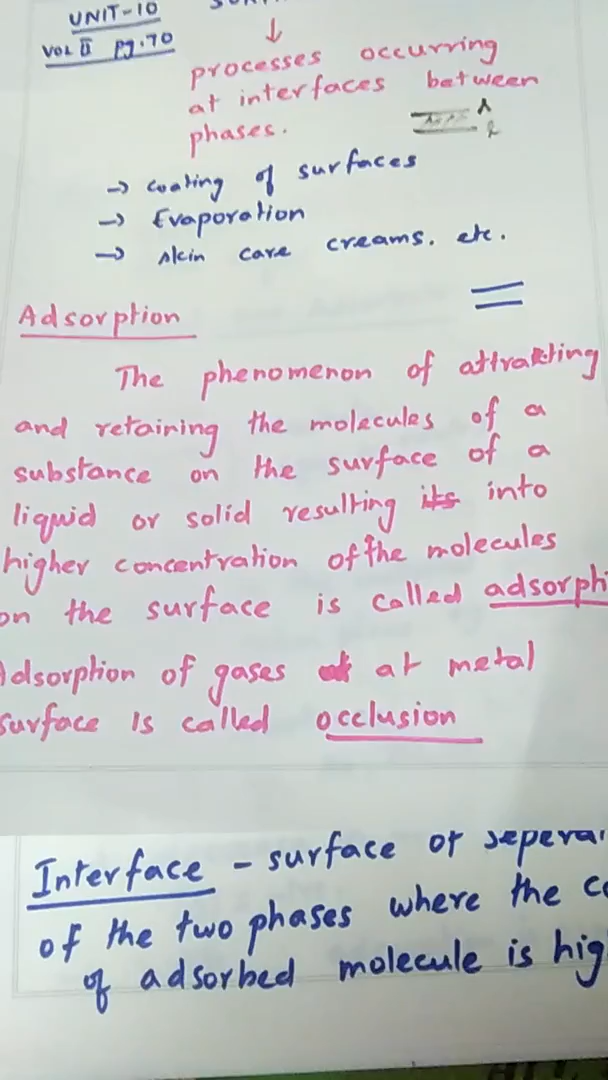 UNIT-10
VOL II Pg.70
↓
processes occurring
at interfaces between
phases.
→ coating of surfaces
→ Evaporation
→ skin care creams. etc.
Adsorption
The phenomenon of attracting
and retaining the molecules of a
substance on the surface of a
liquid or solid resulting its into
higher concentration of the molecules
on the surface is called adsorpti
Adsorption of gases at at metal
surface is called occlusion
Interface - surface of seperat
of the two phases where the co
of adsorbed molecule is hig